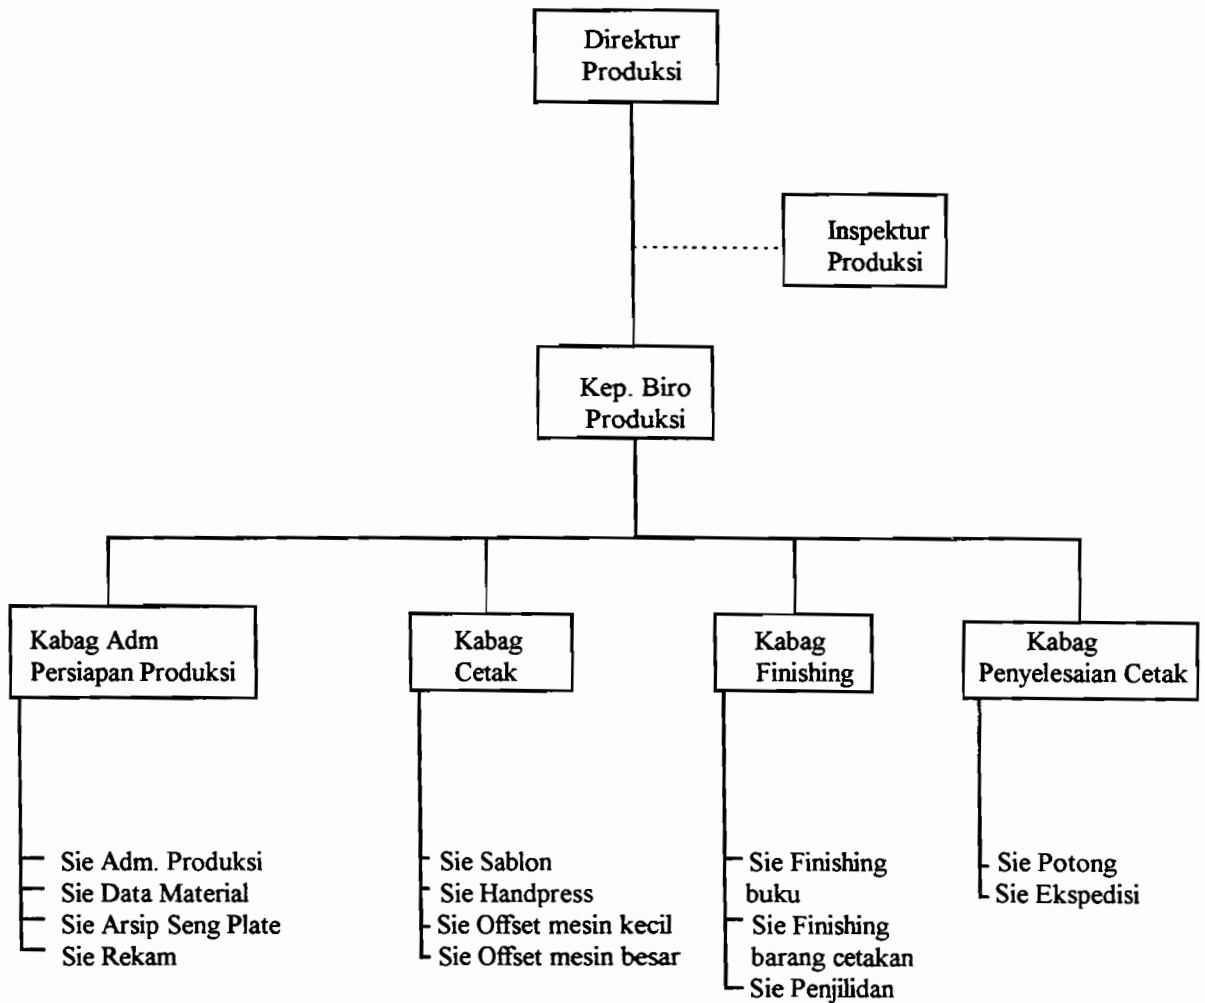 Direktur
Produksi
Inspektur
Produksi
Kep. Biro
Produksi
Kabag Adm
Persiapan Produksi
Kabag
Cetak
Kabag
Finishing
Kabag
Penyelesaian Cetak
Sie Adm. Produksi
Sie Data Material
Sie Arsip Seng Plate
Sie Rekam
Sie Sablon
Sie Handpress
Sie Offset mesin kecil
Sie Offset mesin besar
Sie Finishing
buku
Sie Finishing
barang cetakan
Sie Penjilidan
Sie Potong
Sie Ekspedisi